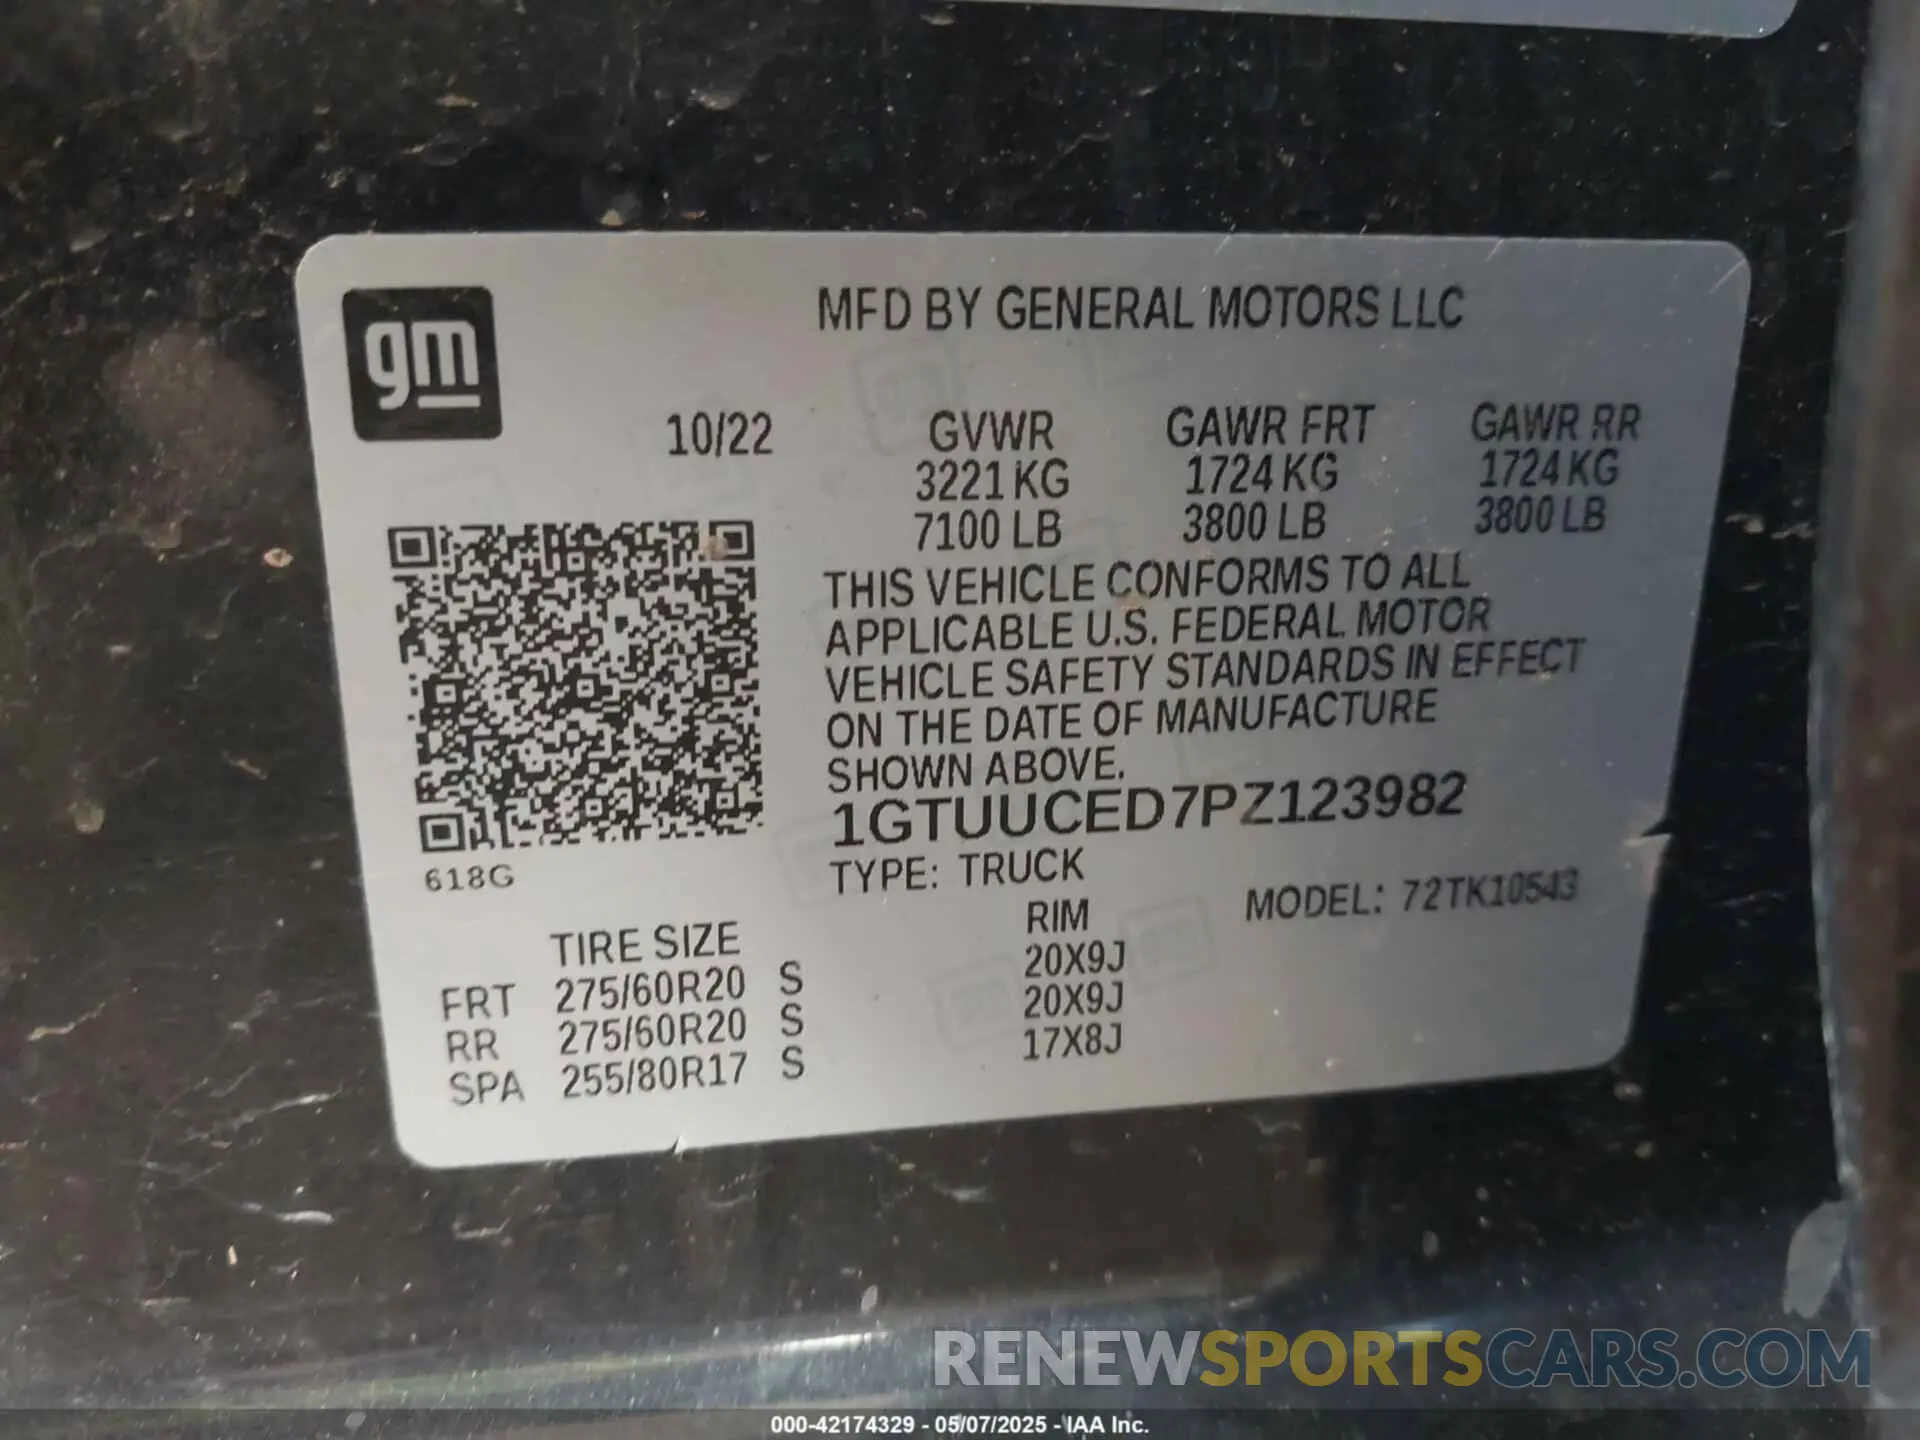 gm
MFD BY GENERAL MOTORS LLC
10/22 GVWR GAWR FRT GAWR RR
3221 KG 1724 KG 1724 KG
7100 LB 3800 LB 3800 LB
THIS VEHICLE CONFORMS TO ALL
APPLICABLE U.S. FEDERAL MOTOR
VEHICLE SAFETY STANDARDS IN EFFECT
ON THE DATE OF MANUFACTURE
SHOWN ABOVE.
1GTUUCED7PZ123982
618G
TYPE: TRUCK
MODEL: 72TK10543
TIRE SIZE RIM
FRT 275/60R20 S 20X9J
RR 275/60R20 S 20X9J
SPA 255/80R17 S 17X8J
RENEWSPORTSCARS.COM
000-42174329 - 05/07/2025 - IAA Inc.